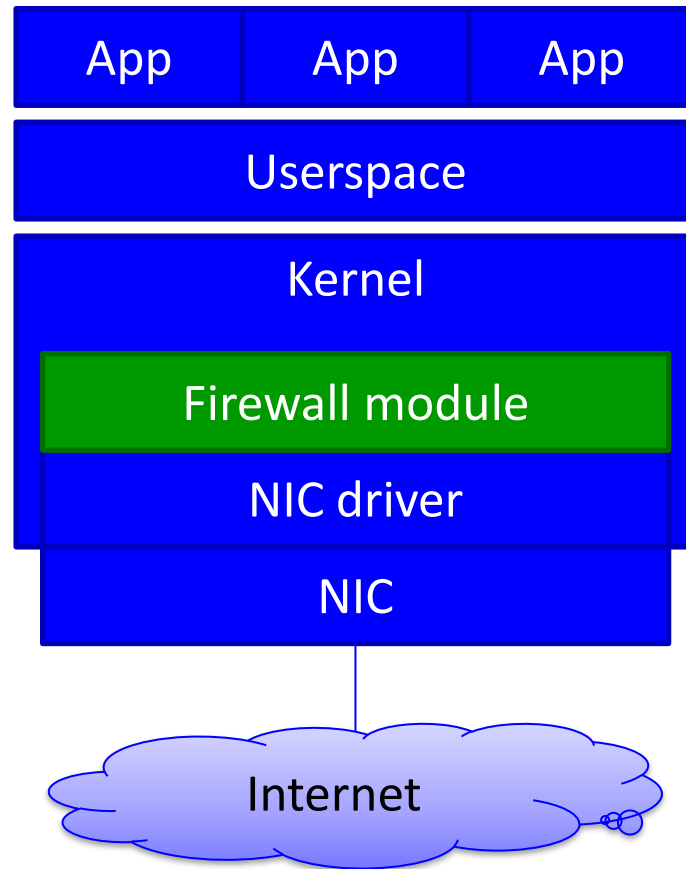 App App App
Userspace
Kernel
Firewall module
NIC driver
NIC
Internet